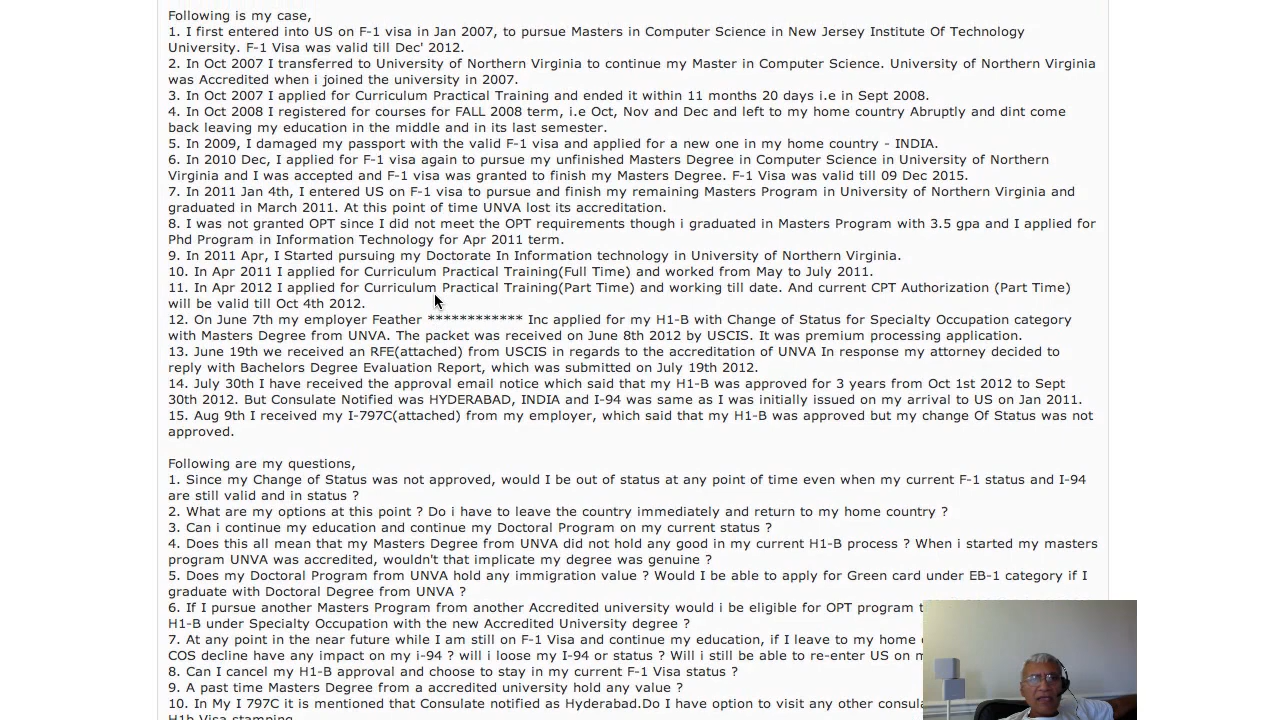 Following is my case,
1. I first entered into US on F-1 visa in Jan 2007, to pursue Masters in Computer Science in New Jersey Institute Of Technology
University. F-1 Visa was valid till Dec' 2012.
2. In Oct 2007 I transferred to University of Northern Virginia to continue my Master in Computer Science. University of Northern Virginia
was Accredited when i joined the university in 2007.
3. In Oct 2007 I applied for Curriculum Practical Training and ended it within 11 months 20 days i.e in Sept 2008.
4. In Oct 2008 I registered for courses for FALL 2008 term, i.e Oct, Nov and Dec and left to my home country Abruptly and dint come
back leaving my education in the middle and in its last semester.
5. In 2009, I damaged my passport with the valid F-1 visa and applied for a new one in my home country - INDIA.
6. In 2010 Dec, I applied for F-1 visa again to pursue my unfinished Masters Degree in Computer Science in University of Northern
Virginia and I was accepted and F-1 visa was granted to finish my Masters Degree. F-1 Visa was valid till 09 Dec 2015.
7. In 2011 Jan 4th, I entered US on F-1 visa to pursue and finish my remaining Masters Program in University of Northern Virginia and
graduated in March 2011. At this point of time UNVA lost its accreditation.
8. I was not granted OPT since I did not meet the OPT requirements though i graduated in Masters Program with 3.5 gpa and I applied for
Phd Program in Information Technology for Apr 2011 term.
9. In 2011 Apr, I Started pursuing my Doctorate In Information technology in University of Northern Virginia.
10. In Apr 2011 I applied for Curriculum Practical Training(Full Time) and worked from May to July 2011.
11. In Apr 2012 I applied for Curriculum Practical Training(Part Time) and working till date. And current CPT Authorization (Part Time)
will be valid till Oct 4th 2012.
12. On June 7th my employer Feather ************ Inc applied for my H1-B with Change of Status for Specialty Occupation category
with Masters Degree from UNVA. The packet was received on June 8th 2012 by USCIS. It was premium processing application.
13. June 19th we received an RFE(attached) from USCIS in regards to the accreditation of UNVA In response my attorney decided to
reply with Bachelors Degree Evaluation Report, which was submitted on July 19th 2012.
14. July 30th I have received the approval email notice which said that my H1-B was approved for 3 years from Oct 1st 2012 to Sept
30th 2012. But Consulate Notified was HYDERABAD, INDIA and I-94 was same as I was initially issued on my arrival to US on Jan 2011.
15. Aug 9th I received my I-797C(attached) from my employer, which said that my H1-B was approved but my change Of Status was not
approved.
Following are my questions,
1. Since my Change of Status was not approved, would I be out of status at any point of time even when my current F-1 status and I-94
are still valid and in status ?
2. What are my options at this point ? Do i have to leave the country immediately and return to my home country ?
3. Can i continue my education and continue my Doctoral Program on my current status ?
4. Does this all mean that my Masters Degree from UNVA did not hold any good in my current H1-B process ? When i started my masters
program UNVA was accredited, wouldn't that implicate my degree was genuine ?
5. Does my Doctoral Program from UNVA hold any immigration value ? Would I be able to apply for Green card under EB-1 category if I
graduate with Doctoral Degree from UNVA ?
6. If I pursue another Masters Program from another Accredited university would i be eligible for OPT program
H1-B under Specialty Occupation with the new Accredited University degree ?
7. At any point in the near future while I am still on F-1 Visa and continue my education, if I leave to my home
COS decline have any impact on my i-94 ? will i loose my I-94 or status ? Will i still be able to re-enter US on
8. Can I cancel my H1-B approval and choose to stay in my current F-1 Visa status ?
9. A past time Masters Degree from a accredited university hold any value ?
10. In My I 797C it is mentioned that Consulate notified as Hyderabad.Do I have option to visit any other
H1b Visa stamping